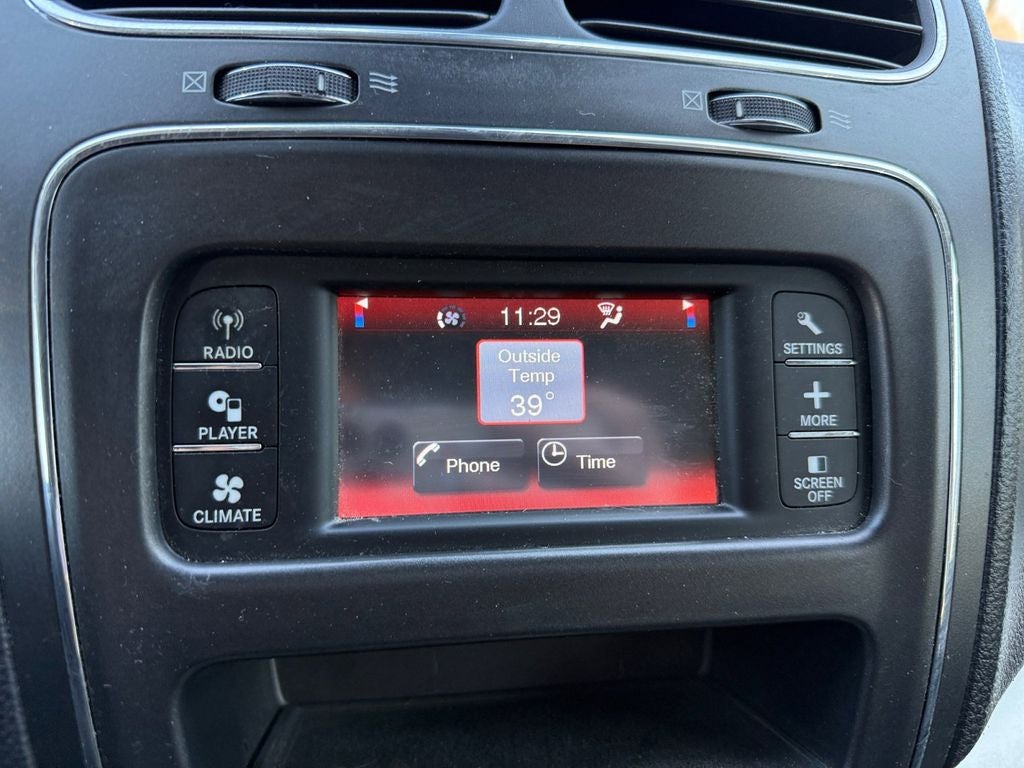 RADIO
PLAYER
CLIMATE
11:29
Outside
Temp
39°
Phone
Time
SETTINGS
MORE
SCREEN
OFF